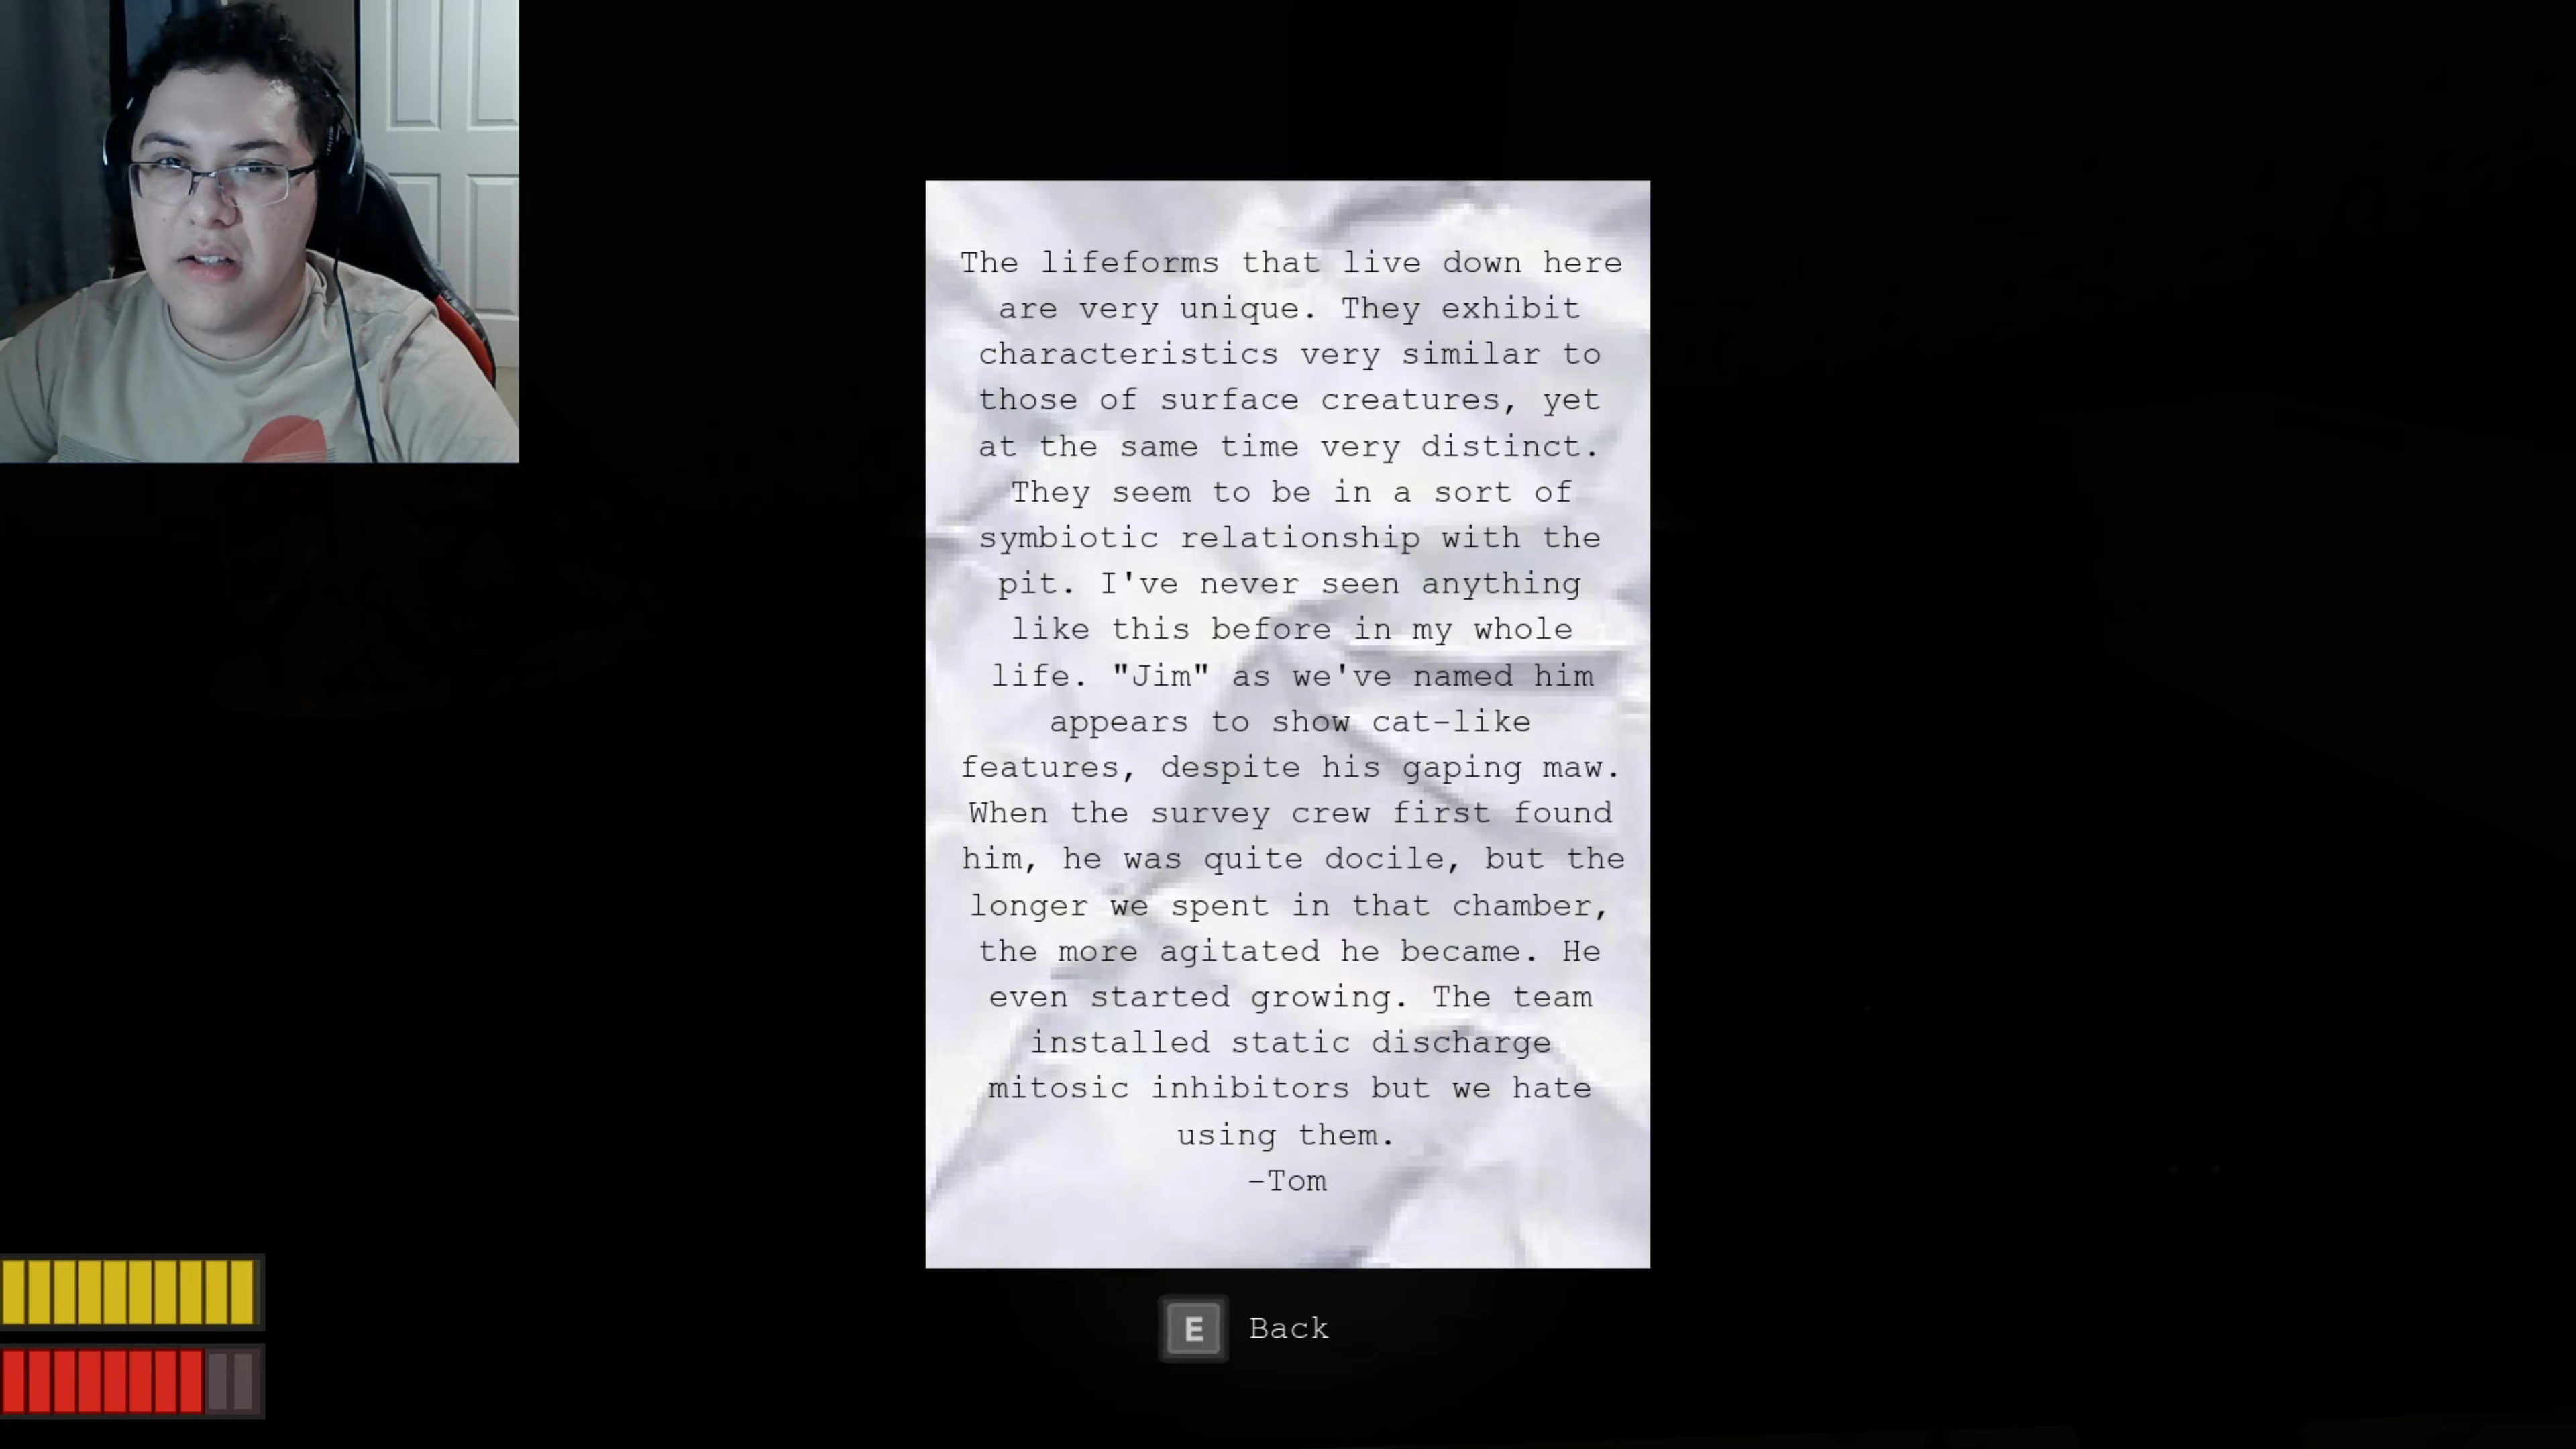 The lifeforms that live down here
are very unique. They exhibit
characteristics very similar to
those of surface creatures, yet
at the same time very distinct.
They seem to be in a sort of
symbiotic relationship with the
pit. I've never seen anything
like this before in my whole
life. "Jim" as we've named him
appears to show cat-like
features, despite his gaping maw.
When the survey crew first found
him, he was quite docile, but the
longer we spent in that chamber,
the more agitated he became. He
even started growing. The team
installed static discharge
mitosic inhibitors but we hate
using them.
-Tom
E Back